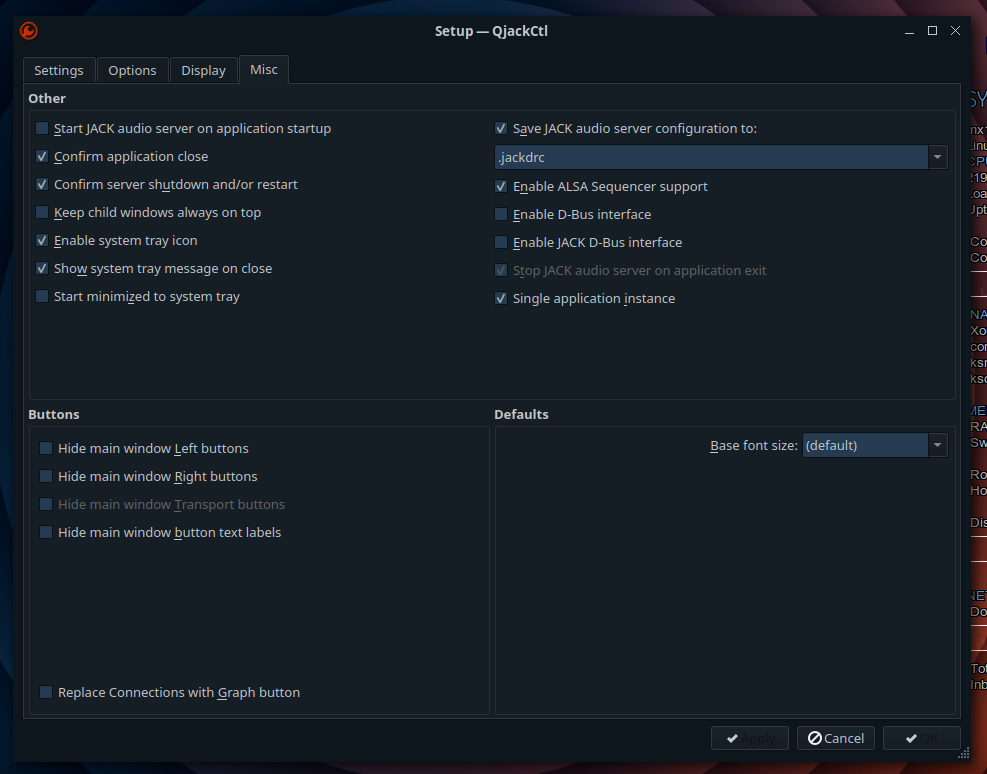 Setup — QjackCtl
Settings
Options
Display
Misc
Other
Start JACK audio server on application startup
Confirm application close
Confirm server shutdown and/or restart
Keep child windows always on top
Enable system tray icon
Show system tray message on close
Start minimized to system tray
Save JACK audio server configuration to:
.jackdrc
Enable ALSA Sequencer support
Enable D-Bus interface
Enable JACK D-Bus interface
Stop JACK audio server on application exit
Single application instance
Buttons
Hide main window Left buttons
Hide main window Right buttons
Hide main window Transport buttons
Hide main window button text labels
Replace Connections with Graph button
Defaults
Base font size:
(default)
Apply
Cancel
OK